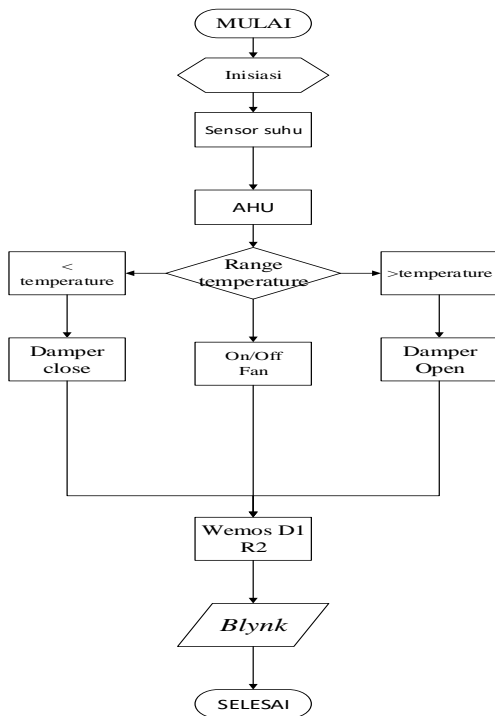 MULAI
Inisiasi
Sensor suhu
AHU
<
temperature
Range
temperature
>temperature
Damper
close
On/Off
Fan
Damper
Open
Wemos D1
R2
Blynk
SELESAI